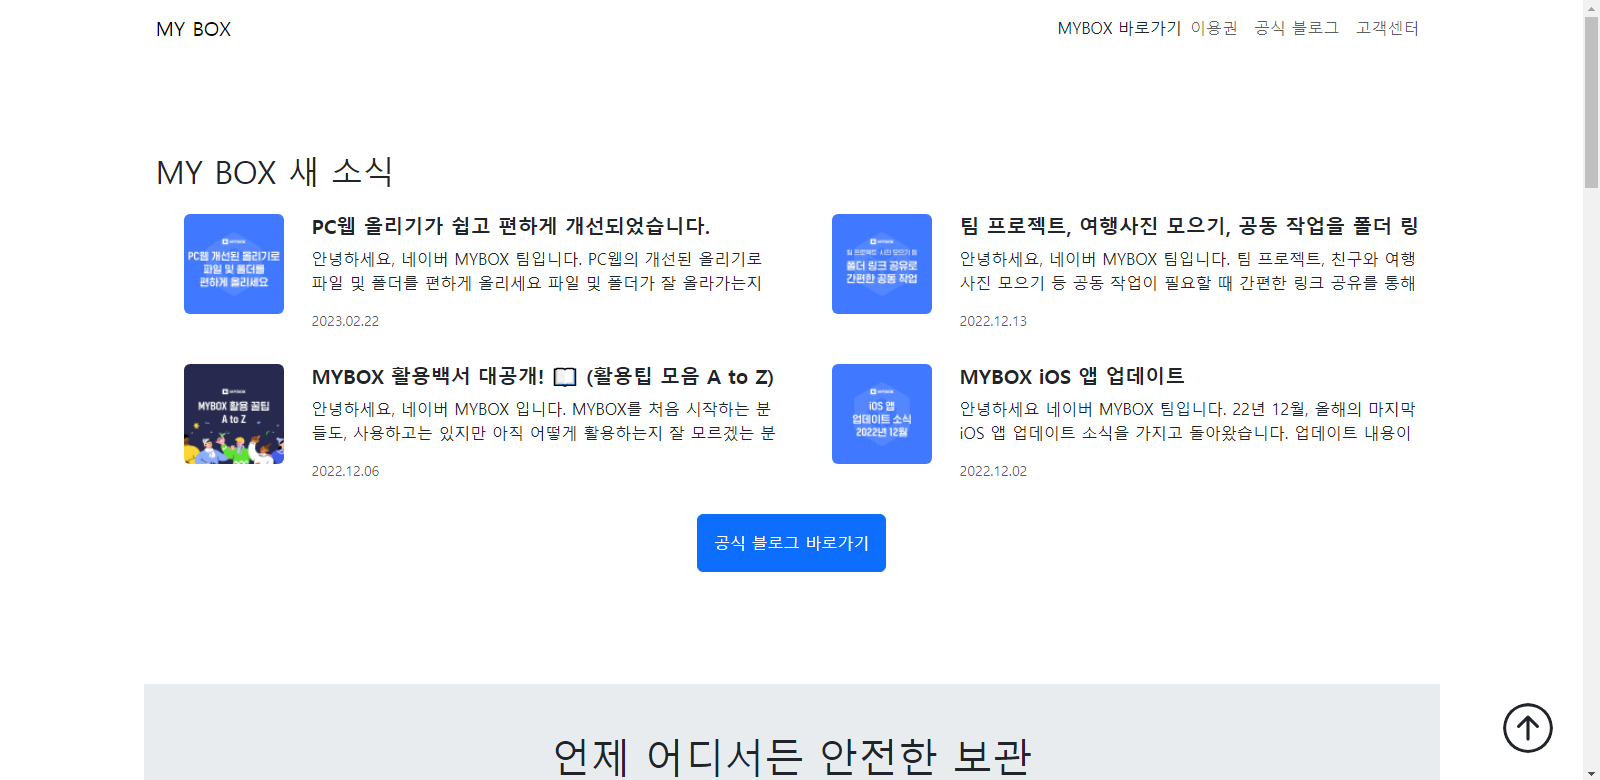 MY BOX
MYBOX 바로가기 이용권 공식 블로그 고객센터
MY BOX 새 소식
MYBOX
PC웹 개선된 올리기로
파일 및 폴더를
편하게 올리세요
PC웹 올리기가 쉽고 편하게 개선되었습니다.
안녕하세요, 네이버 MYBOX 팀입니다. PC웹의 개선된 올리기로
파일 및 폴더를 편하게 올리세요 파일 및 폴더가 잘 올라가는지
2023.02.22
MYBOX
팀 프로젝트·사진 모으기 등
폴더 링크 공유로
간편한 공동 작업
팀 프로젝트, 여행사진 모으기, 공동 작업을 폴더 링
안녕하세요, 네이버 MYBOX 팀입니다. 팀 프로젝트, 친구와 여행
사진 모으기 등 공동 작업이 필요할 때 간편한 링크 공유를 통해
2022.12.13
MYBOX
MYBOX 활용 꿀팁
A to Z
MYBOX 활용백서 대공개! 📖 (활용팁 모음 A to Z)
안녕하세요, 네이버 MYBOX 입니다. MYBOX를 처음 시작하는 분
들도, 사용하고는 있지만 아직 어떻게 활용하는지 잘 모르겠는 분
2022.12.06
MYBOX
iOS 앱
업데이트 소식
2022년 12월
MYBOX iOS 앱 업데이트
안녕하세요 네이버 MYBOX 팀입니다. 22년 12월, 올해의 마지막
iOS 앱 업데이트 소식을 가지고 돌아왔습니다. 업데이트 내용이
2022.12.02
공식 블로그 바로가기
언제 어디서든 안전한 보관